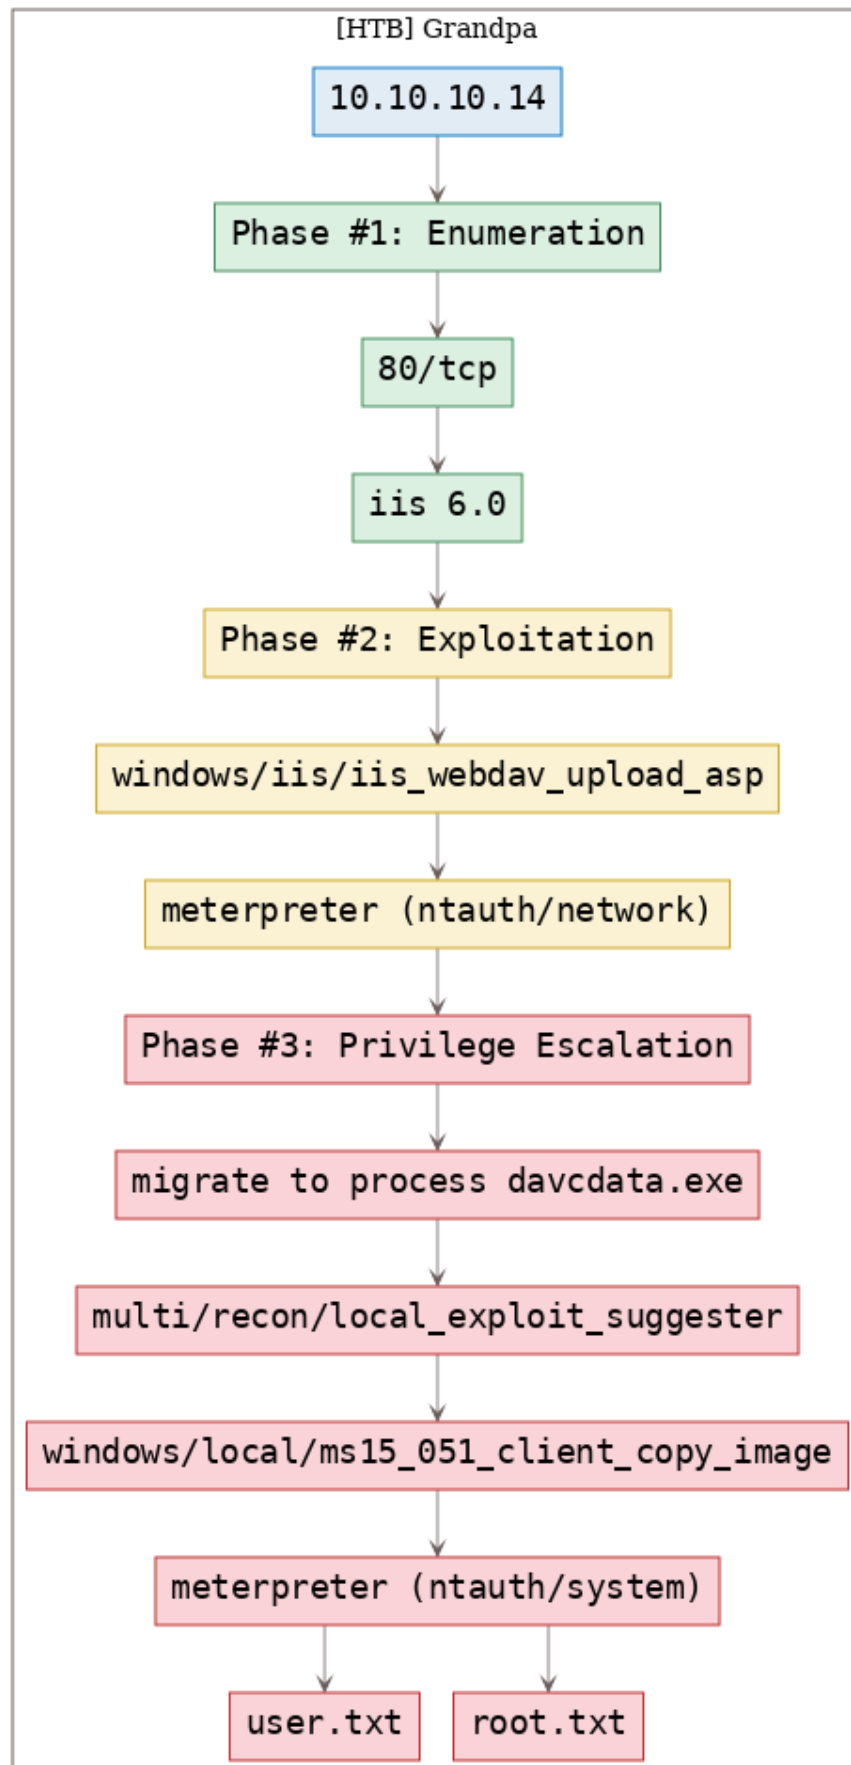 [HTB] Grandpa
10.10.10.14
Phase #1: Enumeration
80/tcp
iis 6.0
Phase #2: Exploitation
windows/iis/iis_webdav_upload_asp
meterpreter (ntauth/network)
Phase #3: Privilege Escalation
migrate to process davcdata.exe
multi/recon/local_exploit_suggester
windows/local/ms15_051_client_copy_image
meterpreter (ntauth/system)
user.txt
root.txt